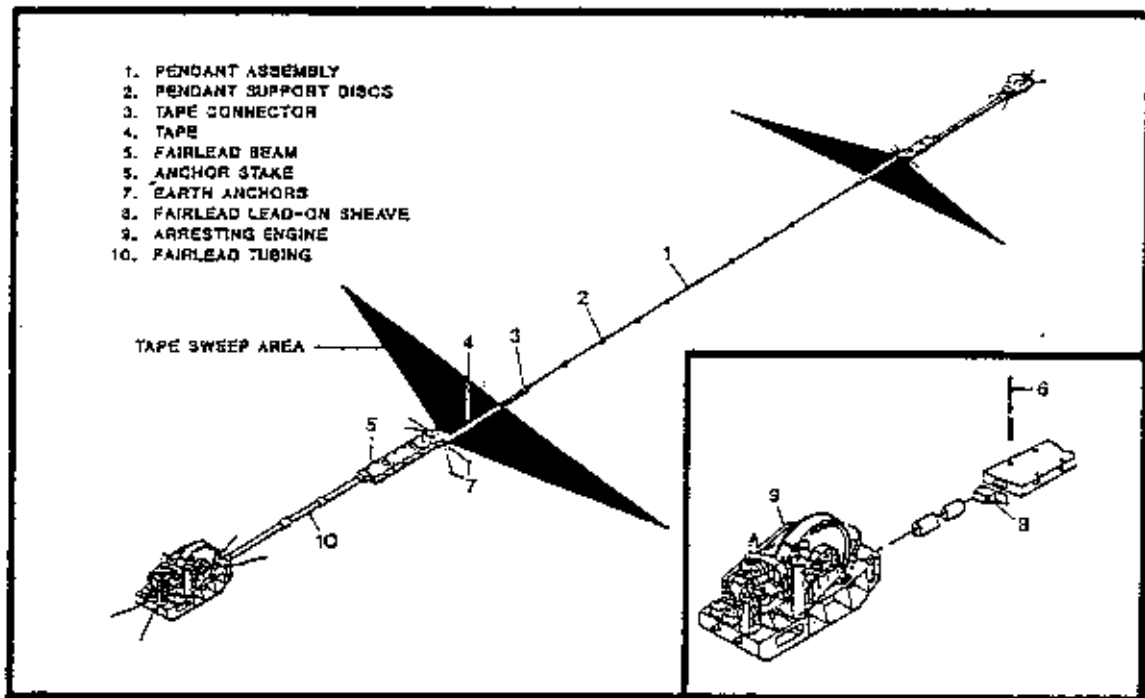 1. PENDANT ASSEMBLY
2. PENDANT SUPPORT DISCS
3. TAPE CONNECTOR
4. TAPE
5. FAIRLEAD BEAM
6. ANCHOR STAKE
7. EARTH ANCHORS
8. FAIRLEAD LEAD-ON SHEAVE
9. ARRESTING ENGINE
10. FAIRLEAD TUBING
1
2
3
4
TAPE SWEEP AREA
5
7
10
6
9
8
A